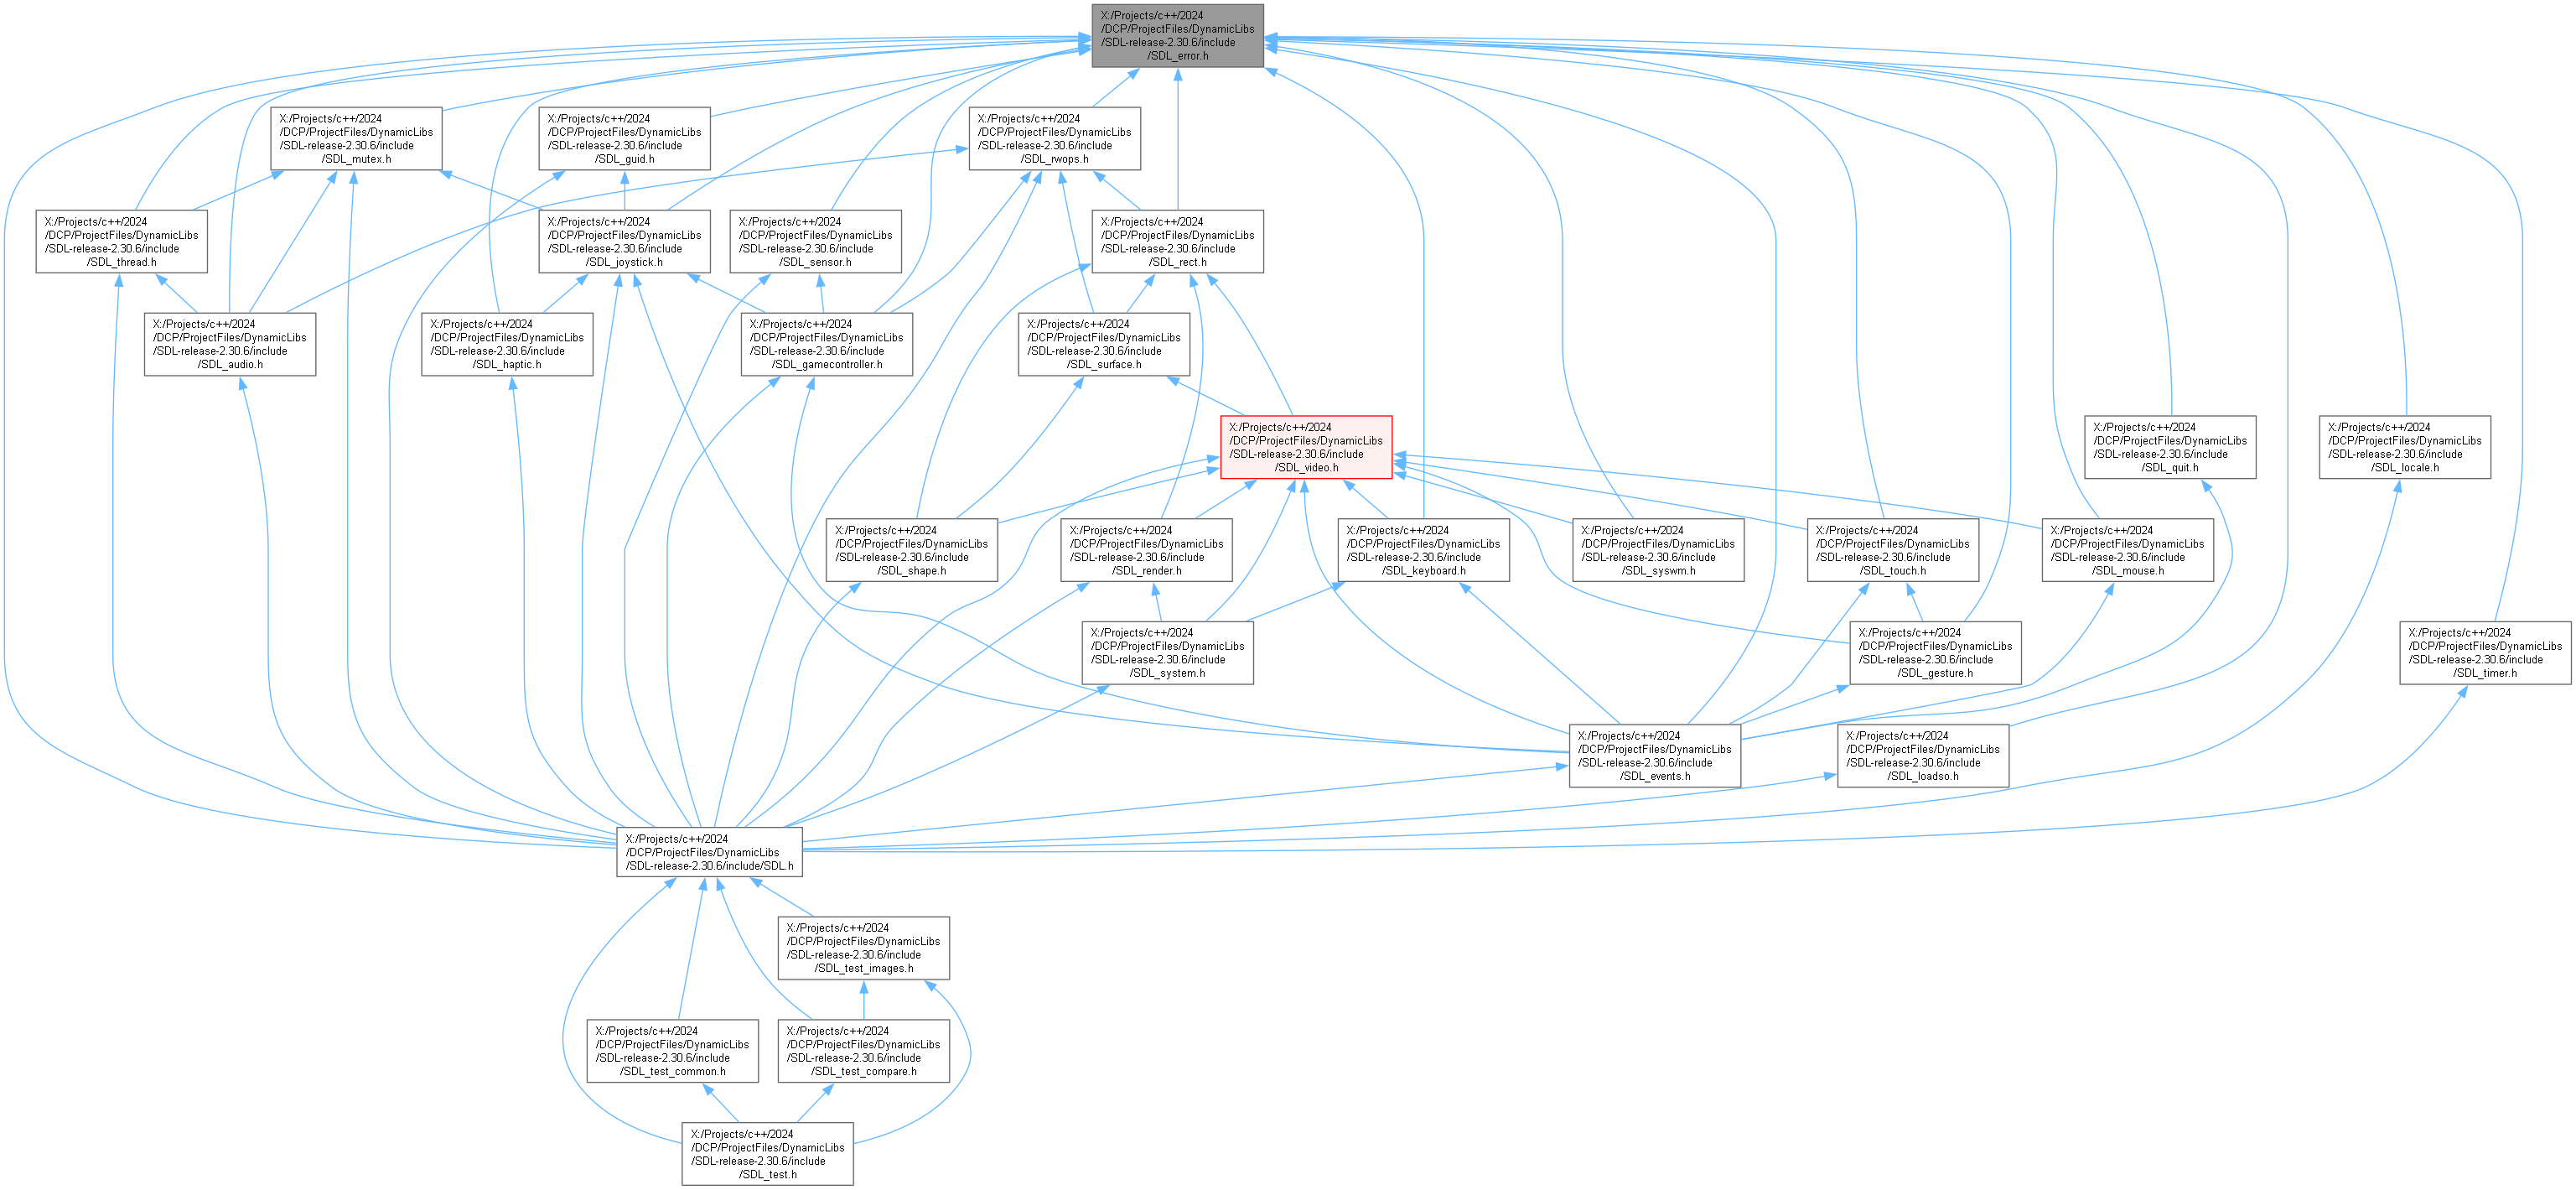 X:/Projects/c++/2024
/DCP/ProjectFiles/DynamicLibs
/SDL-release-2.30.6/include
/SDL_error.h
X:/Projects/c++/2024
/DCP/ProjectFiles/DynamicLibs
/SDL-release-2.30.6/include
/SDL_mutex.h
X:/Projects/c++/2024
/DCP/ProjectFiles/DynamicLibs
/SDL-release-2.30.6/include
/SDL_guid.h
X:/Projects/c++/2024
/DCP/ProjectFiles/DynamicLibs
/SDL-release-2.30.6/include
/SDL_rwops.h
X:/Projects/c++/2024
/DCP/ProjectFiles/DynamicLibs
/SDL-release-2.30.6/include
/SDL_thread.h
X:/Projects/c++/2024
/DCP/ProjectFiles/DynamicLibs
/SDL-release-2.30.6/include
/SDL_joystick.h
X:/Projects/c++/2024
/DCP/ProjectFiles/DynamicLibs
/SDL-release-2.30.6/include
/SDL_sensor.h
X:/Projects/c++/2024
/DCP/ProjectFiles/DynamicLibs
/SDL-release-2.30.6/include
/SDL_rect.h
X:/Projects/c++/2024
/DCP/ProjectFiles/DynamicLibs
/SDL-release-2.30.6/include
/SDL_audio.h
X:/Projects/c++/2024
/DCP/ProjectFiles/DynamicLibs
/SDL-release-2.30.6/include
/SDL_haptic.h
X:/Projects/c++/2024
/DCP/ProjectFiles/DynamicLibs
/SDL-release-2.30.6/include
/SDL_gamecontroller.h
X:/Projects/c++/2024
/DCP/ProjectFiles/DynamicLibs
/SDL-release-2.30.6/include
/SDL_surface.h
X:/Projects/c++/2024
/DCP/ProjectFiles/DynamicLibs
/SDL-release-2.30.6/include
/SDL_video.h
X:/Projects/c++/2024
/DCP/ProjectFiles/DynamicLibs
/SDL-release-2.30.6/include
/SDL_quit.h
X:/Projects/c++/2024
/DCP/ProjectFiles/DynamicLibs
/SDL-release-2.30.6/include
/SDL_locale.h
X:/Projects/c++/2024
/DCP/ProjectFiles/DynamicLibs
/SDL-release-2.30.6/include
/SDL_shape.h
X:/Projects/c++/2024
/DCP/ProjectFiles/DynamicLibs
/SDL-release-2.30.6/include
/SDL_render.h
X:/Projects/c++/2024
/DCP/ProjectFiles/DynamicLibs
/SDL-release-2.30.6/include
/SDL_keyboard.h
X:/Projects/c++/2024
/DCP/ProjectFiles/DynamicLibs
/SDL-release-2.30.6/include
/SDL_syswm.h
X:/Projects/c++/2024
/DCP/ProjectFiles/DynamicLibs
/SDL-release-2.30.6/include
/SDL_touch.h
X:/Projects/c++/2024
/DCP/ProjectFiles/DynamicLibs
/SDL-release-2.30.6/include
/SDL_mouse.h
X:/Projects/c++/2024
/DCP/ProjectFiles/DynamicLibs
/SDL-release-2.30.6/include
/SDL_system.h
X:/Projects/c++/2024
/DCP/ProjectFiles/DynamicLibs
/SDL-release-2.30.6/include
/SDL_gesture.h
X:/Projects/c++/2024
/DCP/ProjectFiles/DynamicLibs
/SDL-release-2.30.6/include
/SDL_timer.h
X:/Projects/c++/2024
/DCP/ProjectFiles/DynamicLibs
/SDL-release-2.30.6/include
/SDL_events.h
X:/Projects/c++/2024
/DCP/ProjectFiles/DynamicLibs
/SDL-release-2.30.6/include
/SDL_loadso.h
X:/Projects/c++/2024
/DCP/ProjectFiles/DynamicLibs
/SDL-release-2.30.6/include/SDL.h
X:/Projects/c++/2024
/DCP/ProjectFiles/DynamicLibs
/SDL-release-2.30.6/include
/SDL_test_images.h
X:/Projects/c++/2024
/DCP/ProjectFiles/DynamicLibs
/SDL-release-2.30.6/include
/SDL_test_common.h
X:/Projects/c++/2024
/DCP/ProjectFiles/DynamicLibs
/SDL-release-2.30.6/include
/SDL_test_compare.h
X:/Projects/c++/2024
/DCP/ProjectFiles/DynamicLibs
/SDL-release-2.30.6/include
/SDL_test.h